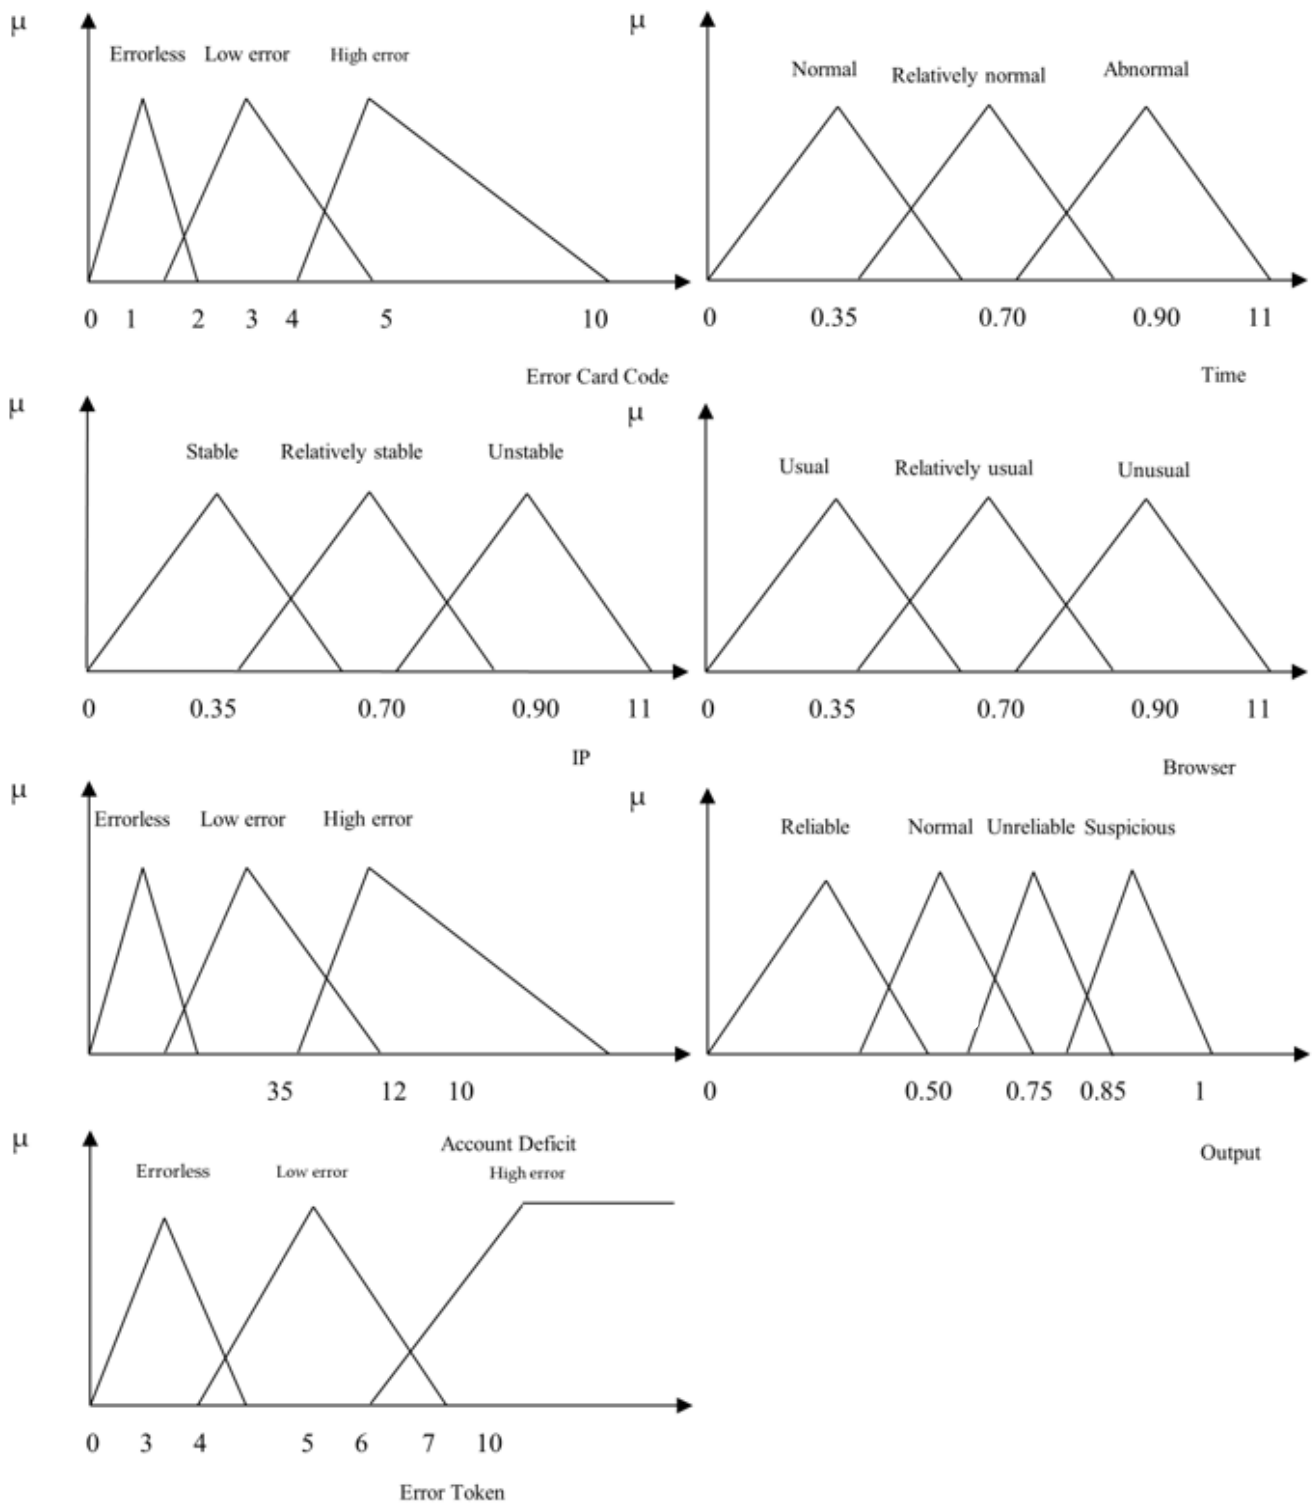 μ
Errorless Low error High error
0 1 2 3 4 5 10
Error Card Code
μ
Normal Relatively normal Abnormal
0 0.35 0.70 0.90 11
Time
μ
Stable Relatively stable Unstable
0 0.35 0.70 0.90 11
IP
μ
Usual Relatively usual Unusual
0 0.35 0.70 0.90 11
Browser
μ
Errorless Low error High error
35 12 10
Account Deficit
μ
Reliable Normal Unreliable Suspicious
0 0.50 0.75 0.85 1
Output
μ
Errorless Low error High error
0 3 4 5 6 7 10
Error Token